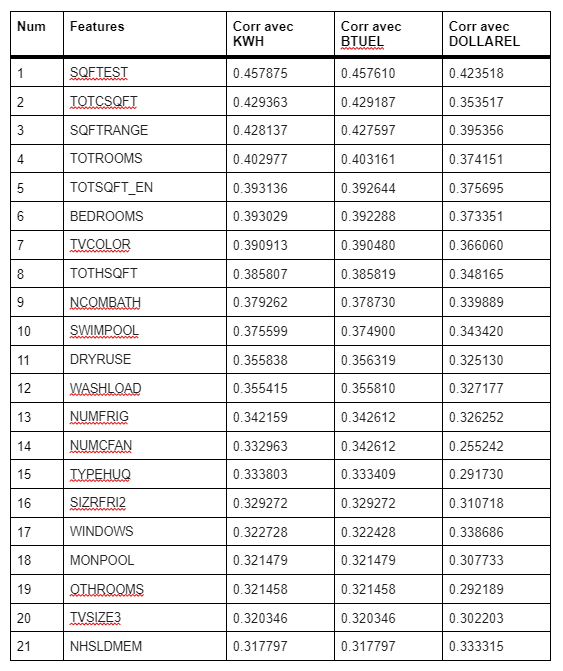 Num Features Corr avec KWH Corr avec BTUEL Corr avec DOLLAREL
1 SQFTEST 0.457875 0.457610 0.423518
2 TOTCSQFT 0.429363 0.429187 0.353517
3 SQFTRANGE 0.428137 0.427597 0.395356
4 TOTROOMS 0.402977 0.403161 0.374151
5 TOTSQFT_EN 0.393136 0.392644 0.375695
6 BEDROOMS 0.393029 0.392288 0.373351
7 TVCOLOR 0.390913 0.390480 0.366060
8 TOTHSQFT 0.385807 0.385819 0.348165
9 NCOMBATH 0.379262 0.378730 0.339889
10 SWIMPOOL 0.375599 0.374900 0.343420
11 DRYRUSE 0.355838 0.356319 0.325130
12 WASHLOAD 0.355415 0.355810 0.327177
13 NUMFRIG 0.342159 0.342612 0.326252
14 NUMCFAN 0.332963 0.342612 0.255242
15 TYPEHUQ 0.333803 0.333409 0.291730
16 SIZRFRI2 0.329272 0.329272 0.310718
17 WINDOWS 0.322728 0.322428 0.338686
18 MONPOOL 0.321479 0.321479 0.307733
19 OTHROOMS 0.321458 0.321458 0.292189
20 TVSIZE3 0.320346 0.320346 0.302203
21 NHSLDMEM 0.317797 0.317797 0.333315